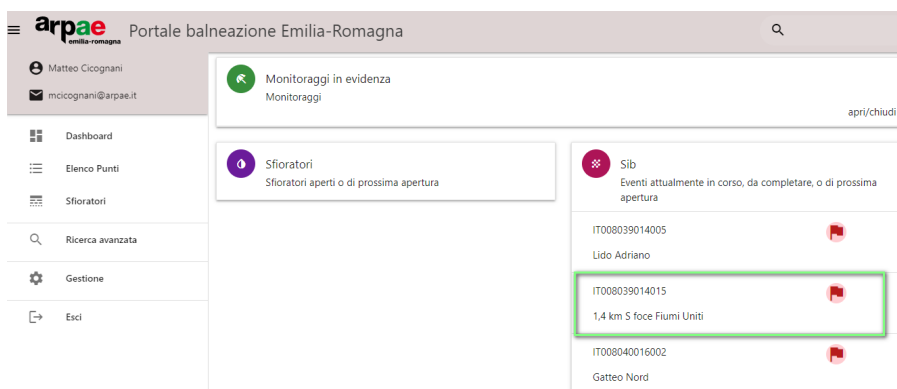 arpae
emilia-romagna
Portale balneazione Emilia-Romagna
Matteo Cicognani
mcicognani@arpae.it
Dashboard
Elenco Punti
Sfioratori
Ricerca avanzata
Gestione
Esci
Monitoraggi in evidenza
Monitoraggi
apri/chiudi
Sfioratori
Sfioratori aperti o di prossima apertura
Sib
Eventi attualmente in corso, da completare, o di prossima
apertura
IT008039014005
Lido Adriano
IT008039014015
1,4 km S foce Fiumi Uniti
IT008040016002
Gatteo Nord